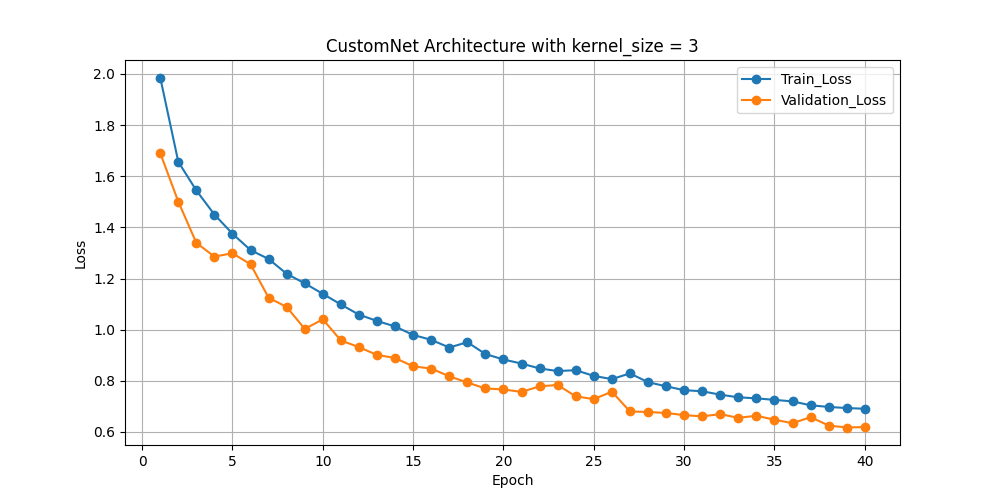 CustomNet Architecture with kernel_size = 3
Train_Loss
Validation_Loss
Loss
2.0
1.8
1.6
1.4
1.2
1.0
0.8
0.6
0 5 10 15 20 25 30 35 40
Epoch